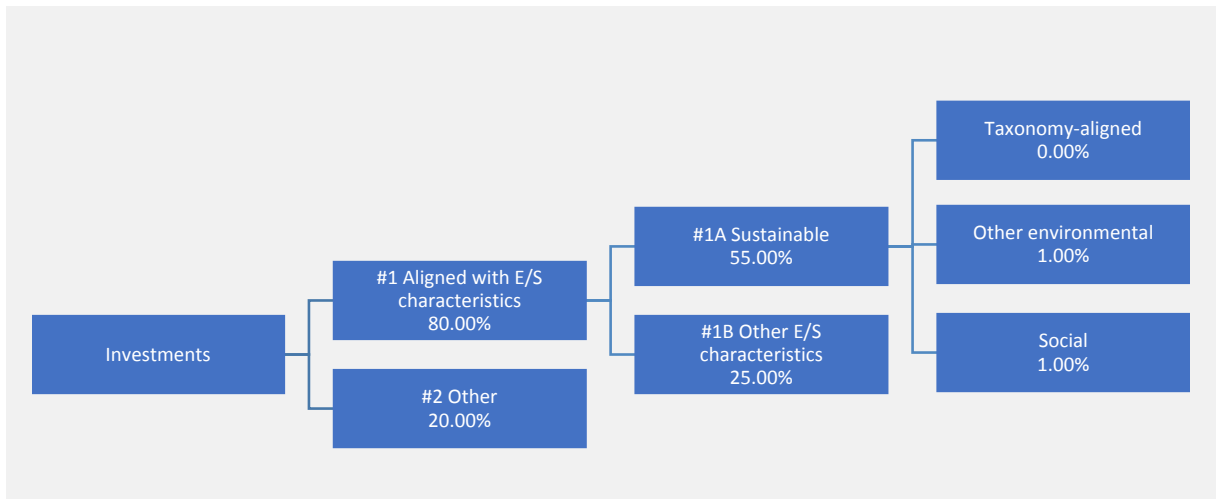 Investments
#1 Aligned with E/S
characteristics
80.00%
#2 Other
20.00%
#1A Sustainable
55.00%
#1B Other E/S
characteristics
25.00%
Taxonomy-aligned
0.00%
Other environmental
1.00%
Social
1.00%